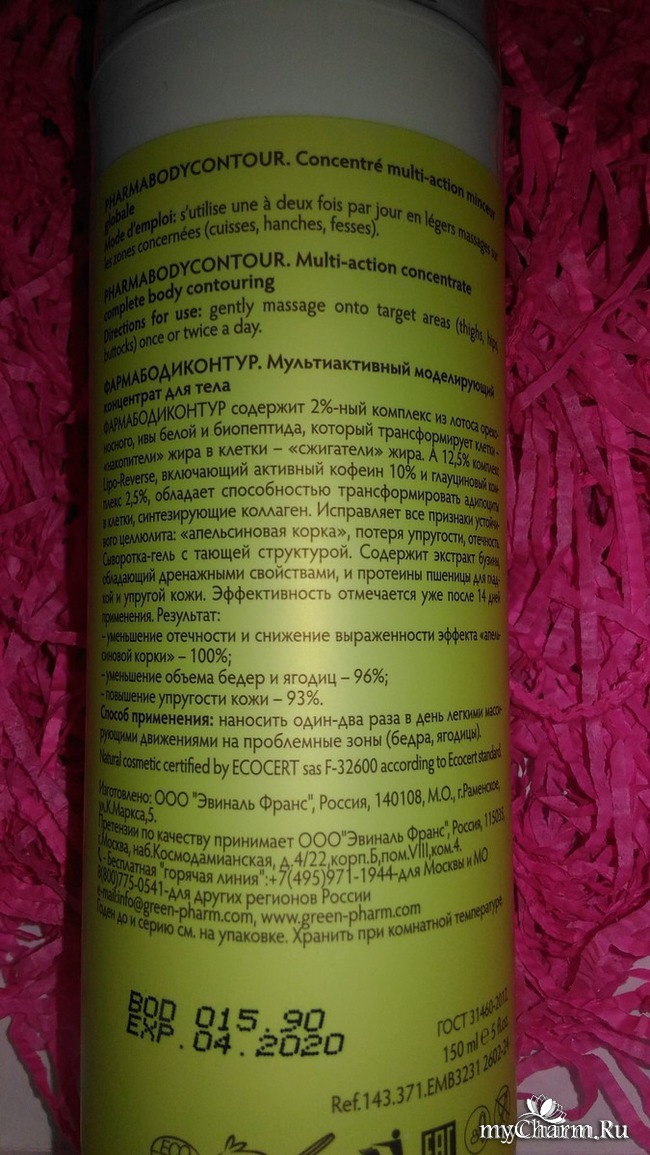 PHARMABODYCONTOUR. Concentré multi-action minceur
globale
Mode d'emploi: s'utilise une à deux fois par jour en légers massages sur
les zones concernées (cuisses, hanches, fesses).
PHARMABODYCONTOUR. Multi-action concentrate
complete body contouring
Directions for use: gently massage onto target areas (thighs, hips,
buttocks) once or twice a day.
ФАРМАБОДИКОНТУР. Мультиактивный моделирующий
концентрат для тела
ФАРМАБОДИКОНТУР содержит 2%-ный комплекс из лотоса орехо-
носного, ивы белой и биопептида, который трансформирует клетки -
«накопители» жира в клетки – «сжигатели» жира. А 12,5% комплекс
Lipo-Reverse, включающий активный кофеин 10% и глауциновый ком-
плекс 2,5%, обладает способностью трансформировать адипоциты
в клетки, синтезирующие коллаген. Исправляет все признаки устойчи-
вого целлюлита: «апельсиновая корка», потеря упругости, отечность.
Сыворотка-гель с тающей структурой. Содержит экстракт бузины,
обладающий дренажными свойствами, и протеины пшеницы для глад-
кой и упругой кожи. Эффективность отмечается уже после 14 дней
применения. Результат:
- уменьшение отечности и снижение выраженности эффекта «апель-
синовой корки» – 100%;
- уменьшение объема бедер и ягодиц – 96%;
- повышение упругости кожи – 93%.
Способ применения: наносить один-два раза в день легкими масси-
рующими движениями на проблемные зоны (бедра, ягодицы).
Natural cosmetic certified by ECOCERT sas F-32600 according to Ecocert standard
Изготовлено: ООО "Эвиналь Франс", Россия, 140108, М.О., г.Раменское,
ул.К.Маркса,5.
Претензии по качеству принимает ООО"Эвиналь Франс", Россия, 115035,
г.Москва, наб.Космодамианская, д.4/22,корп.Б,пом.VIII,ком.4.
- Бесплатная "горячая линия":+7(495)971-1944-для Москвы и МО
8(800)775-0541-для других регионов России
e-mail:info@green-pharm.com, www.green-pharm.com
Годен до и серию см. на упаковке. Хранить при комнатной температуре
BOD 015.90
EXP.04.2020
ГОСТ 31460-2012
150 ml e 5 fl.oz.
Ref.143.371.EMB3231 2602-24
ECO
EAC
myCharm.Ru